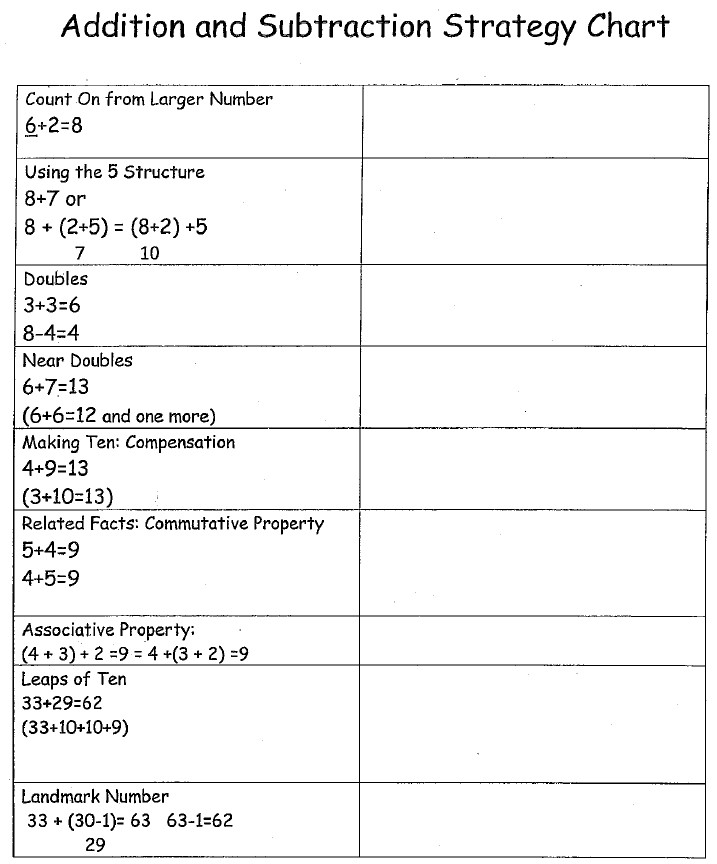 Addition and Subtraction Strategy Chart
Count On from Larger Number
6+2=8
Using the 5 Structure
8+7 or
8 + (2+5) = (8+2) +5
7 10
Doubles
3+3=6
8-4=4
Near Doubles
6+7=13
(6+6=12 and one more)
Making Ten: Compensation
4+9=13
(3+10=13)
Related Facts: Commutative Property
5+4=9
4+5=9
Associative Property:
(4 + 3) + 2 =9 = 4 +(3 + 2) =9
Leaps of Ten
33+29=62
(33+10+10+9)
Landmark Number
33 + (30-1)= 63 63-1=62
29